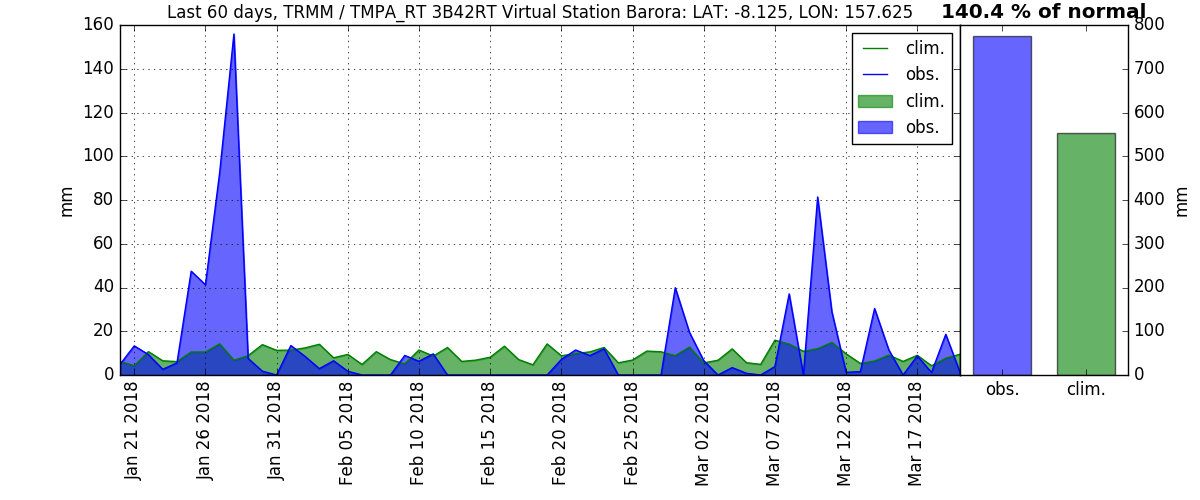 Last 60 days, TRMM / TMPA_RT 3B42RT Virtual Station Barora: LAT: -8.125, LON: 157.625
140.4 % of normal
mm
160
140
120
100
80
60
40
20
0
clim.
obs.
clim.
obs.
800
700
600
500
400
300
200
100
0
mm
Jan 21 2018
Jan 26 2018
Jan 31 2018
Feb 05 2018
Feb 10 2018
Feb 15 2018
Feb 20 2018
Feb 25 2018
Mar 02 2018
Mar 07 2018
Mar 12 2018
Mar 17 2018
obs.
clim.